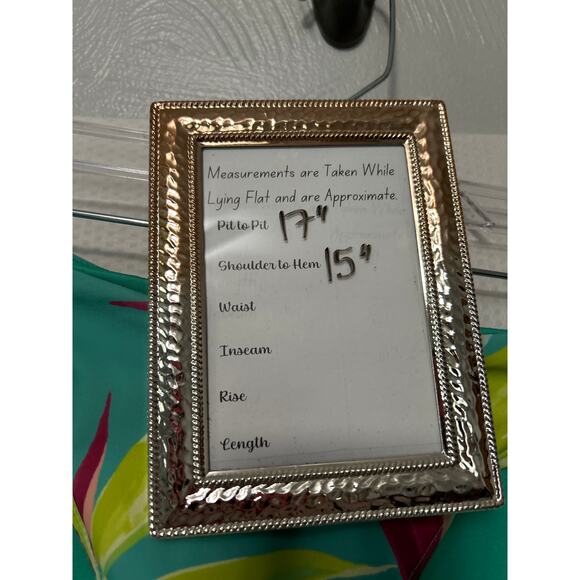 Measurements are Taken While
Lying Flat and are Approximate.
Pit to Pit 17"
Shoulder to Hem 15"
Waist
Inseam
Rise
Length